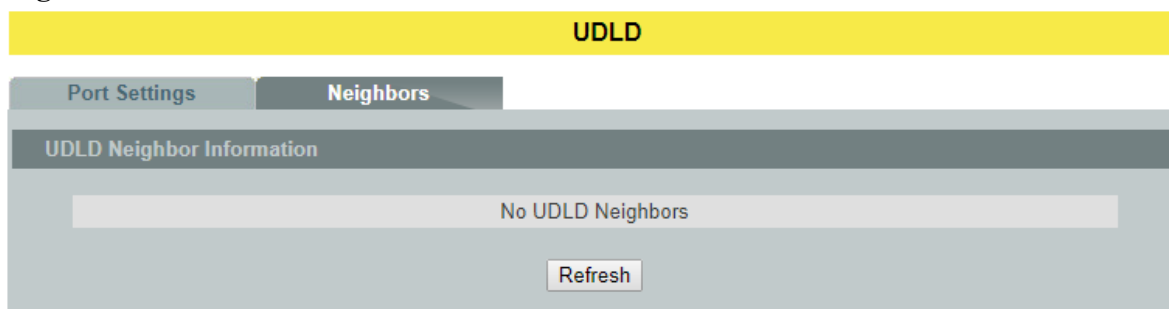 UDLD
Port Settings
Neighbors
UDLD Neighbor Information
No UDLD Neighbors
Refresh